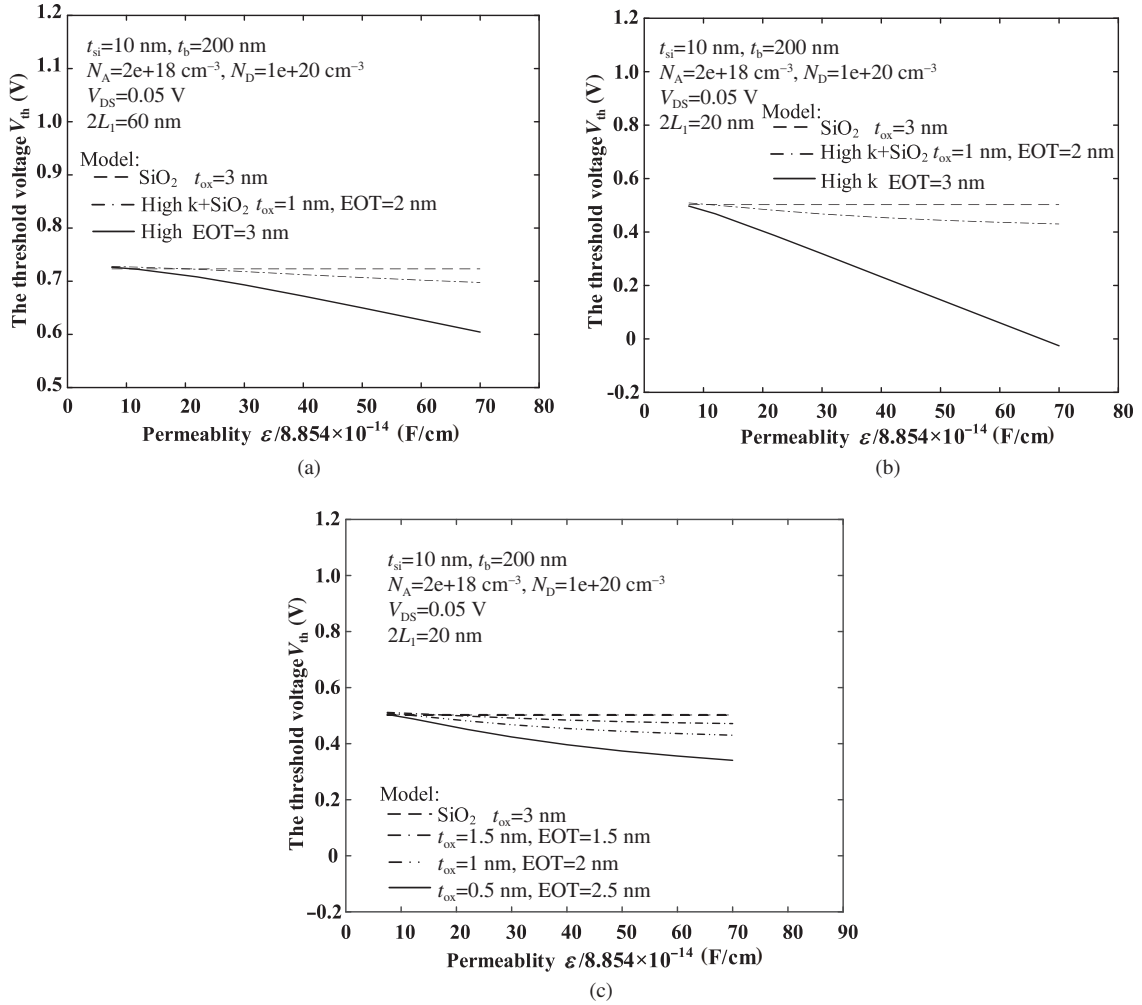 1.2
1.1
1.0
0.9
0.8
0.7
0.6
0.5
The threshold voltage V_th (V)
t_si=10 nm, t_b=200 nm
N_A=2e+18 cm⁻³, N_D=1e+20 cm⁻³
V_DS=0.05 V
2L_1=60 nm
Model:
SiO₂ t_ox=3 nm
High k+SiO₂ t_ox=1 nm, EOT=2 nm
High EOT=3 nm
0 10 20 30 40 50 60 70 80
Permeablity ε/8.854×10⁻¹⁴ (F/cm)
(a)
1.2
1.0
0.8
0.6
0.4
0.2
0
-0.2
The threshold voltage V_th (V)
t_si=10 nm, t_b=200 nm
N_A=2e+18 cm⁻³, N_D=1e+20 cm⁻³
V_DS=0.05 V
2L_1=20 nm
Model:
SiO₂ t_ox=3 nm
High k+SiO₂ t_ox=1 nm, EOT=2 nm
High k EOT=3 nm
0 10 20 30 40 50 60 70 80
Permeablity ε/8.854×10⁻¹⁴ (F/cm)
(b)
1.2
1.0
0.8
0.6
0.4
0.2
0
-0.2
The threshold voltage V_th (V)
t_si=10 nm, t_b=200 nm
N_A=2e+18 cm⁻³, N_D=1e+20 cm⁻³
V_DS=0.05 V
2L_1=20 nm
Model:
SiO₂ t_ox=3 nm
t_ox=1.5 nm, EOT=1.5 nm
t_ox=1 nm, EOT=2 nm
t_ox=0.5 nm, EOT=2.5 nm
0 10 20 30 40 50 60 70 80 90
Permeablity ε/8.854×10⁻¹⁴ (F/cm)
(c)